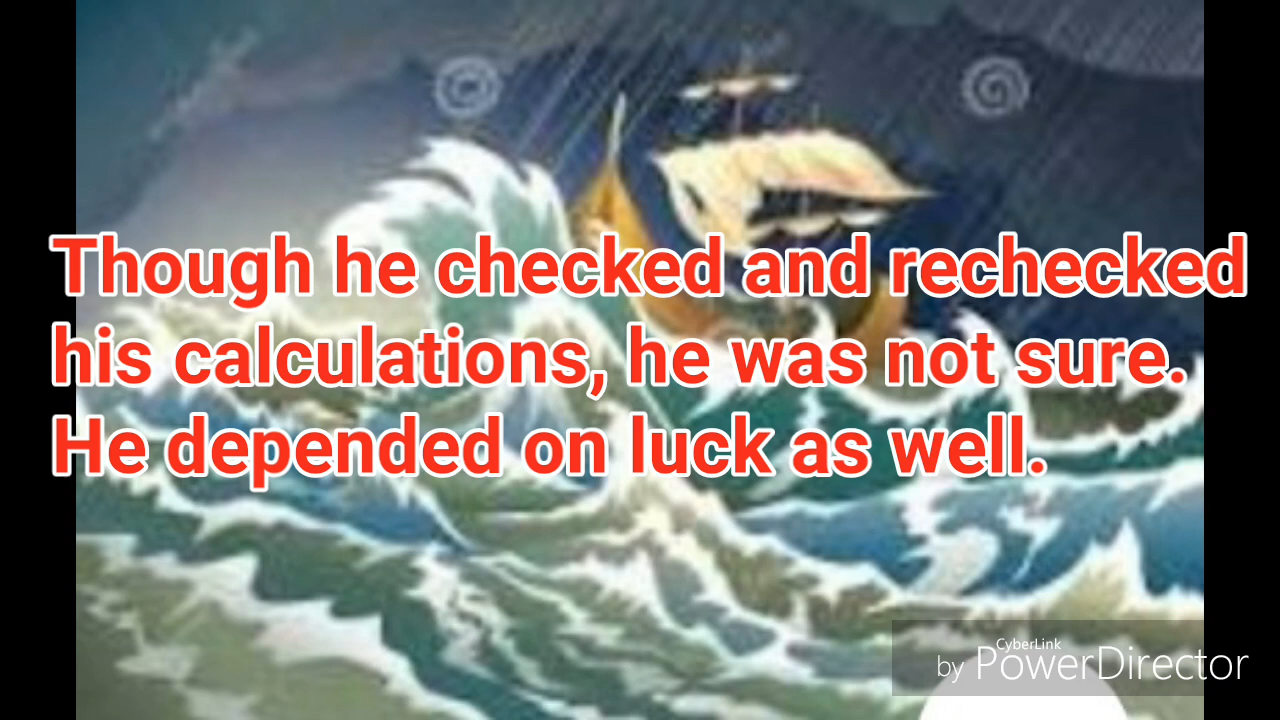 Though he checked and rechecked
his calculations, he was not sure.
He depended on luck as well.
CyberLink
by PowerDirector